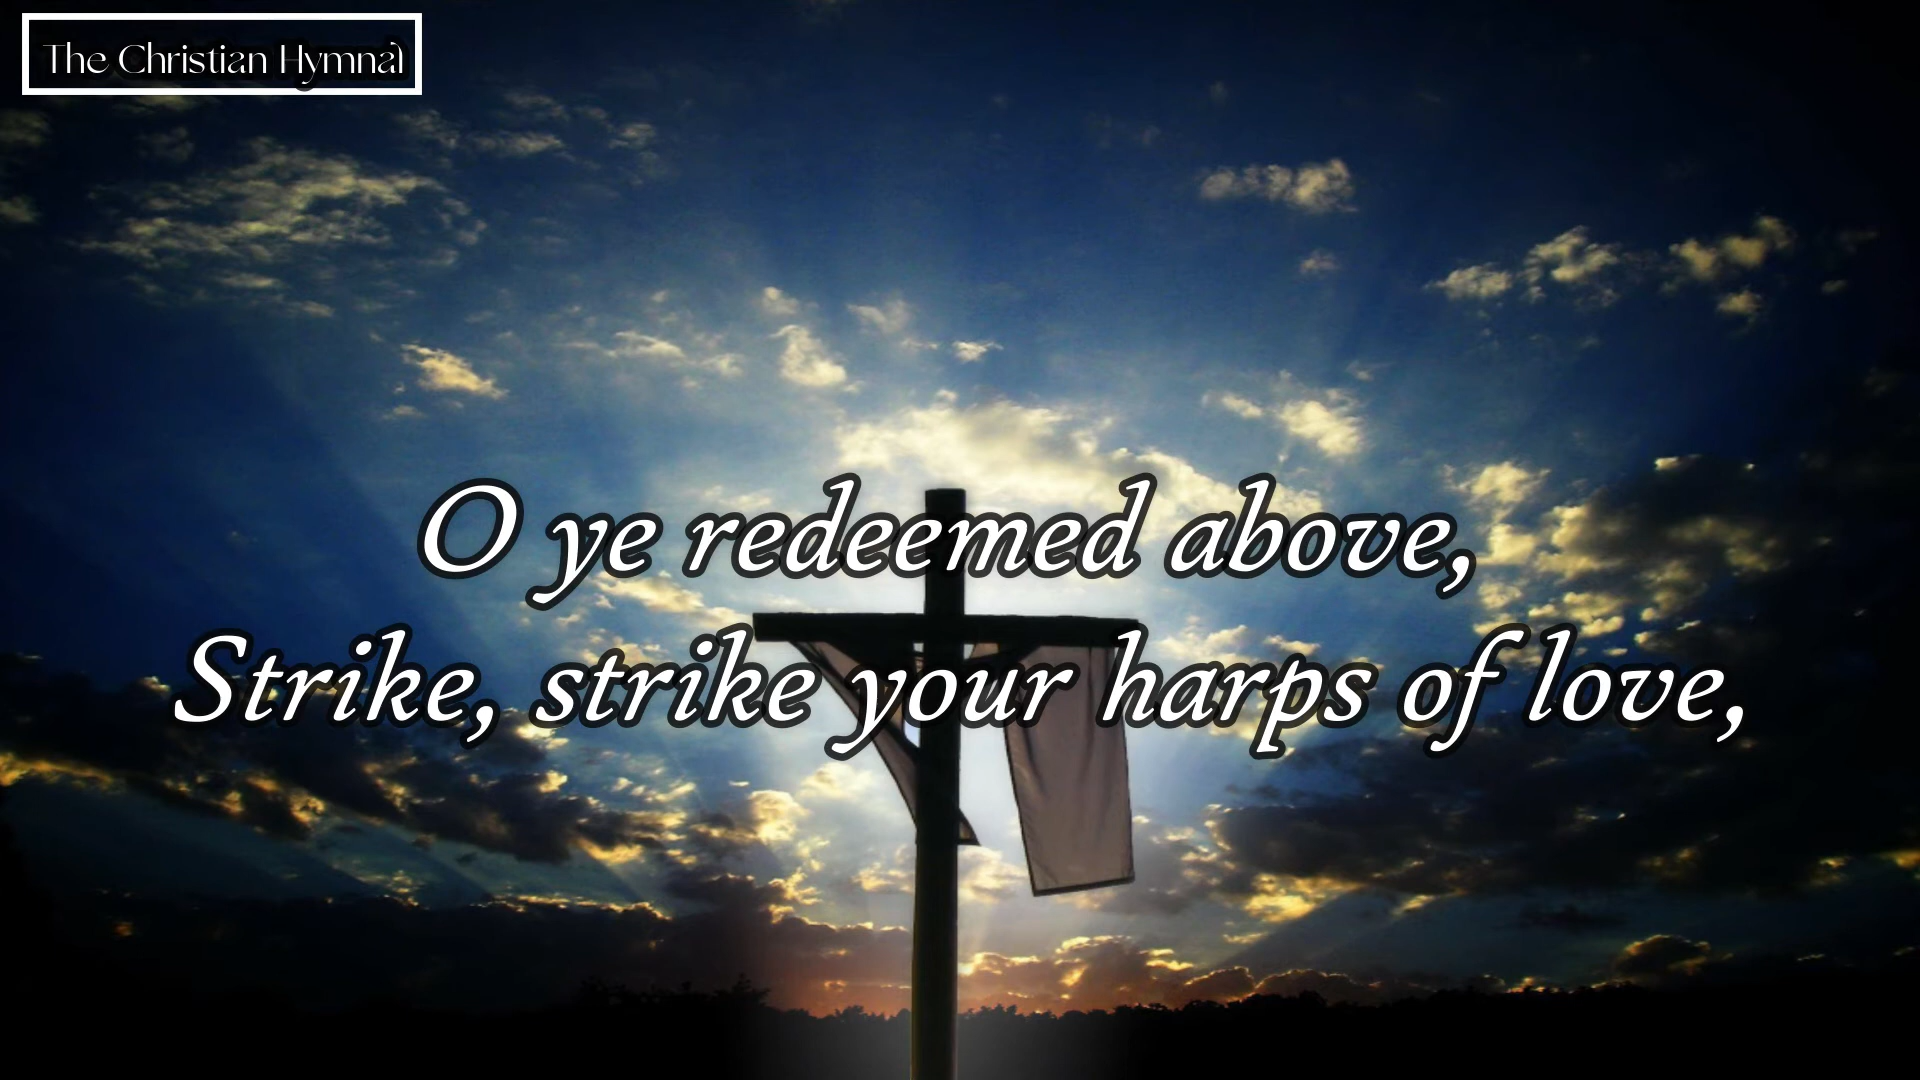 The Christian Hymnal
O ye redeemed above,
Strike, strike your harps of love,